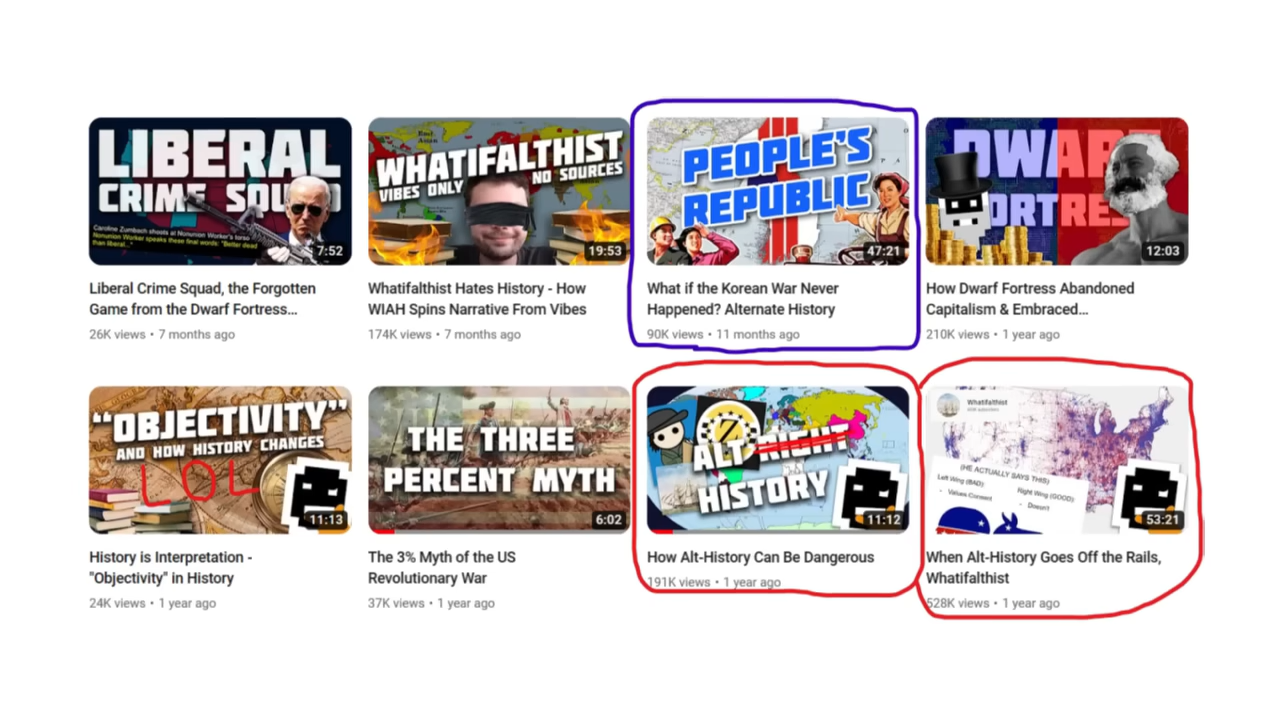 LIBERAL
CRIME SQUAD
Caroline Zumbach shoots at Nonunion Worker's torso
Nonunion Worker speaks these final words: "Better dead
than liberal..."
7:52
Liberal Crime Squad, the Forgotten
Game from the Dwarf Fortress...
26K views • 7 months ago
WHATIFALTHIST
VIBES ONLY
NO SOURCES
19:53
Whatifalthist Hates History - How
WIAH Spins Narrative From Vibes
174K views • 7 months ago
PEOPLE'S
REPUBLIC
47:21
What if the Korean War Never
Happened? Alternate History
90K views • 11 months ago
DWARF
FORTRESS
12:03
How Dwarf Fortress Abandoned
Capitalism & Embraced...
210K views • 1 year ago
"OBJECTIVITY"
AND HOW HISTORY CHANGES
LOL
11:13
History is Interpretation -
"Objectivity" in History
24K views • 1 year ago
THE THREE
PERCENT MYTH
6:02
The 3% Myth of the US
Revolutionary War
37K views • 1 year ago
ALT RIGHT
HISTORY
11:12
How Alt-History Can Be Dangerous
191K views • 1 year ago
Whatifalthist
(HE ACTUALLY SAYS THIS)
Left Wing (BAD):
• Values Consent
Right Wing (GOOD):
• Doesn't
53:21
When Alt-History Goes Off the Rails,
Whatifalthist
528K views • 1 year ago